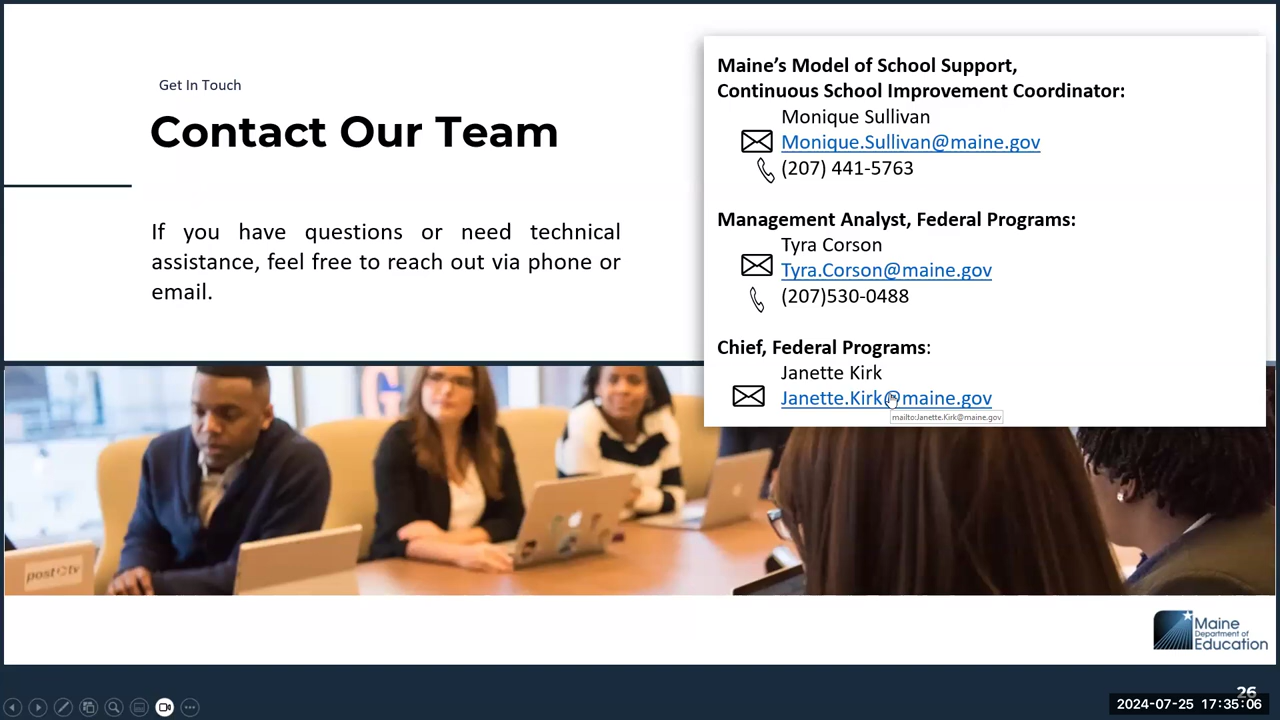 Get In Touch
Contact Our Team
If you have questions or need technical
assistance, feel free to reach out via phone or
email.
Maine’s Model of School Support,
Continuous School Improvement Coordinator:
Monique Sullivan
Monique.Sullivan@maine.gov
(207) 441-5763
Management Analyst, Federal Programs:
Tyra Corson
Tyra.Corson@maine.gov
(207)530-0488
Chief, Federal Programs:
Janette Kirk
Janette.Kirk@maine.gov
mailto:Janette.Kirk@maine.gov
Maine
Department of
Education
26
2024-07-25 17:35:06